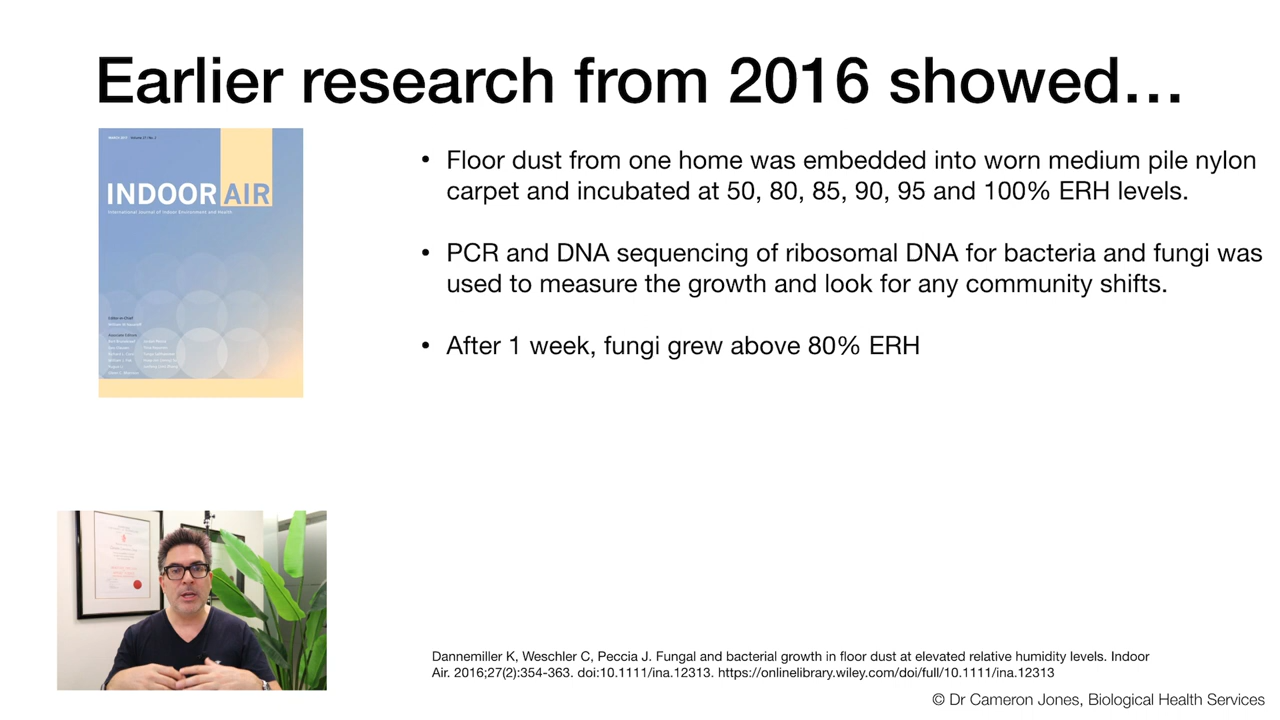 Earlier research from 2016 showed…
INDOOR AIR
International Journal of Indoor Environment and Health
• Floor dust from one home was embedded into worn medium pile nylon
carpet and incubated at 50, 80, 85, 90, 95 and 100% ERH levels.
• PCR and DNA sequencing of ribosomal DNA for bacteria and fungi was
used to measure the growth and look for any community shifts.
• After 1 week, fungi grew above 80% ERH
Dannemiller K, Weschler C, Peccia J. Fungal and bacterial growth in floor dust at elevated relative humidity levels. Indoor
Air. 2016;27(2):354-363. doi:10.1111/ina.12313. https://onlinelibrary.wiley.com/doi/full/10.1111/ina.12313
© Dr Cameron Jones, Biological Health Services